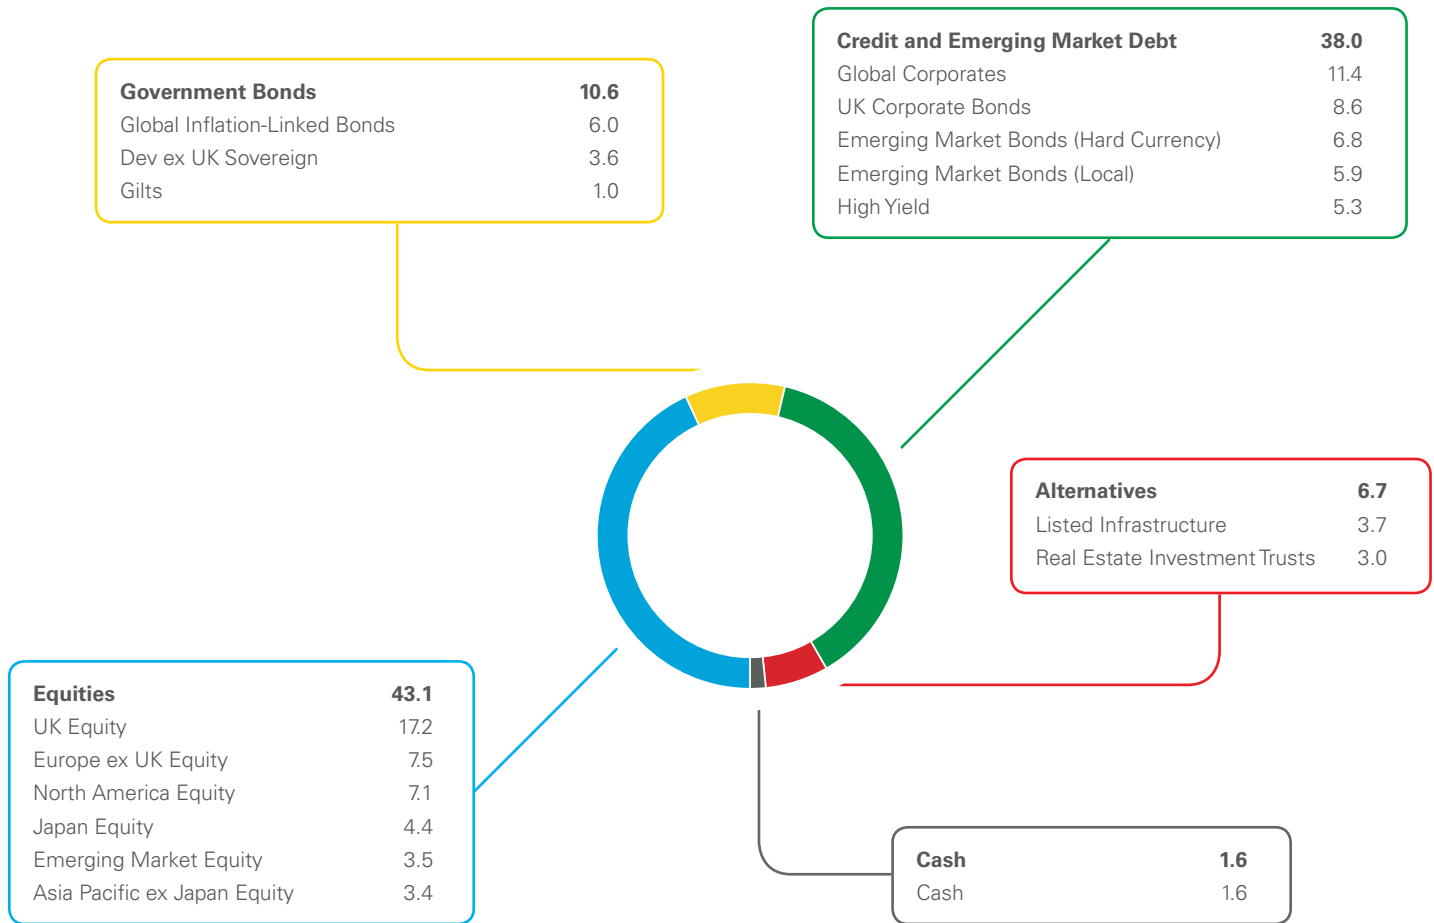 Government Bonds 10.6
Global Inflation-Linked Bonds 6.0
Dev ex UK Sovereign 3.6
Gilts 1.0
Credit and Emerging Market Debt 38.0
Global Corporates 11.4
UK Corporate Bonds 8.6
Emerging Market Bonds (Hard Currency) 6.8
Emerging Market Bonds (Local) 5.9
High Yield 5.3
Alternatives 6.7
Listed Infrastructure 3.7
Real Estate Investment Trusts 3.0
Equities 43.1
UK Equity 17.2
Europe ex UK Equity 7.5
North America Equity 7.1
Japan Equity 4.4
Emerging Market Equity 3.5
Asia Pacific ex Japan Equity 3.4
Cash 1.6
Cash 1.6